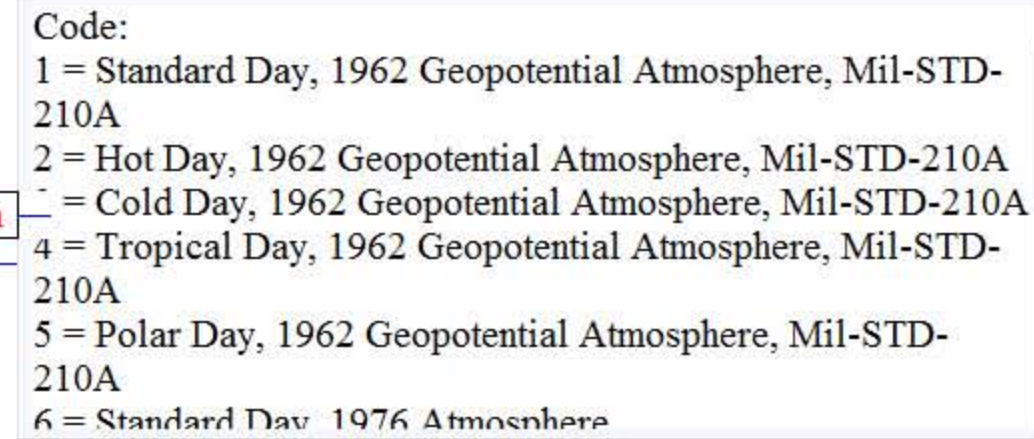 Code:
1 = Standard Day, 1962 Geopotential Atmosphere, Mil-STD-
210A
2 = Hot Day, 1962 Geopotential Atmosphere, Mil-STD-210A
= Cold Day, 1962 Geopotential Atmosphere, Mil-STD-210A
4 = Tropical Day, 1962 Geopotential Atmosphere, Mil-STD-
210A
5 = Polar Day, 1962 Geopotential Atmosphere, Mil-STD-
210A
6 = Standard Day, 1976 Atmosphere